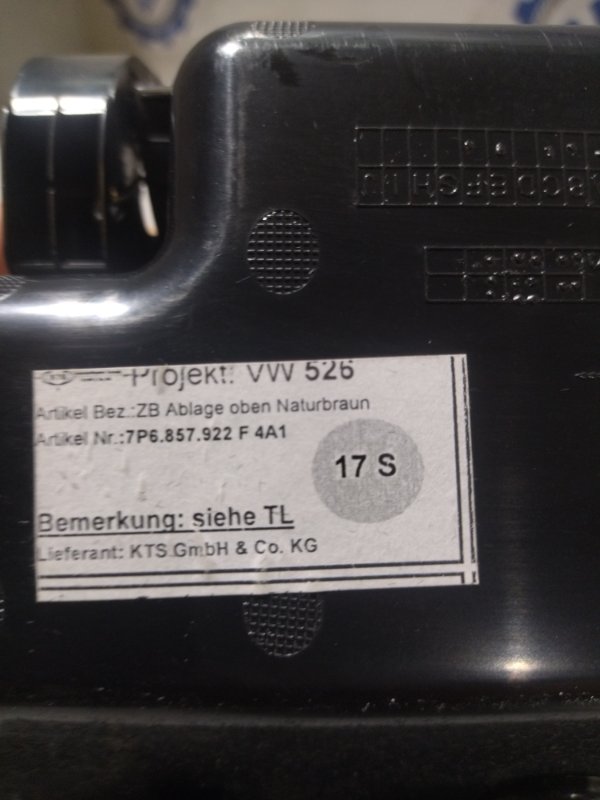 Projekt: VW 526
Artikel Bez.:ZB Ablage oben Naturbraun
Artikel Nr.:7P6.857.922 F 4A1
17 S
Bemerkung: siehe TL
Lieferant: KTS GmbH & Co. KG